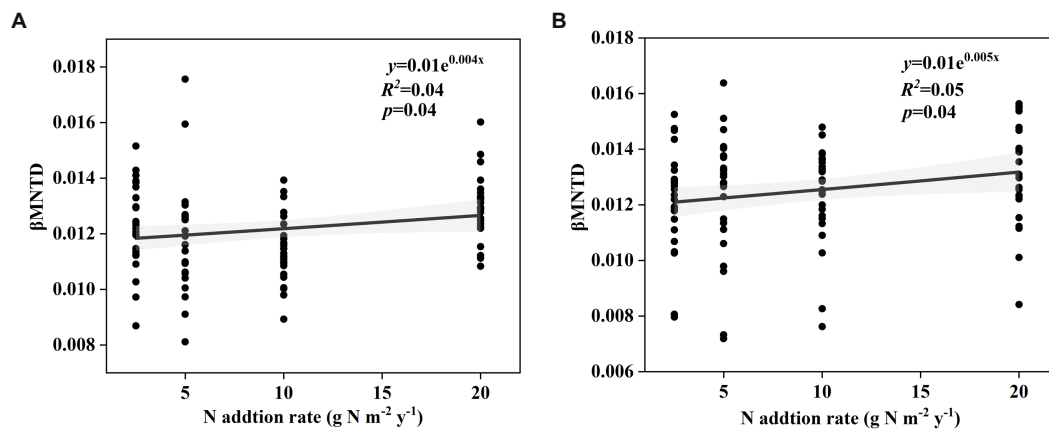 A
y=0.01e^0.004x
R²=0.04
p=0.04
0.018
0.016
0.014
0.012
0.010
0.008
βMNTD
5
10
15
20
N addtion rate (g N m⁻² y⁻¹)
B
y=0.01e^0.005x
R²=0.05
p=0.04
0.018
0.016
0.014
0.012
0.010
0.008
0.006
βMNTD
5
10
15
20
N addtion rate (g N m⁻² y⁻¹)